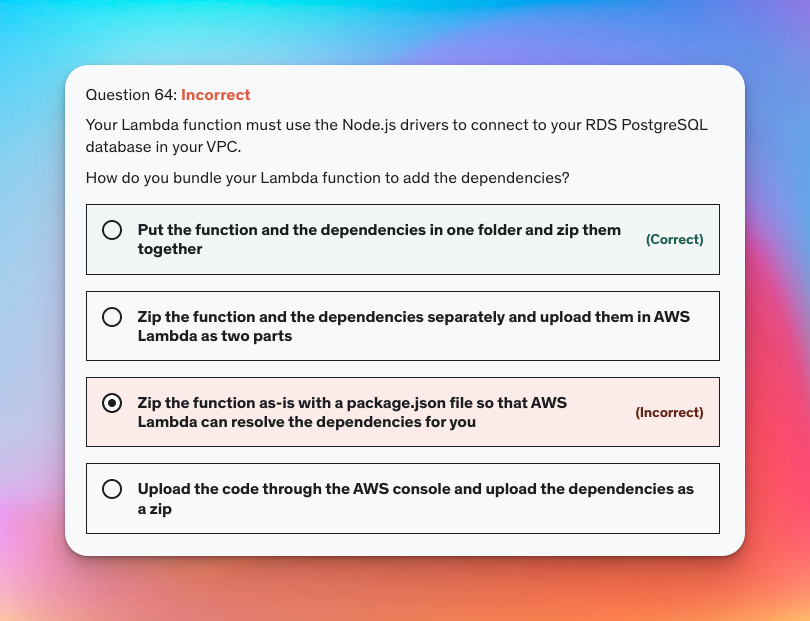 Question 64: Incorrect
Your Lambda function must use the Node.js drivers to connect to your RDS PostgreSQL
database in your VPC.
How do you bundle your Lambda function to add the dependencies?
Put the function and the dependencies in one folder and zip them
together
(Correct)
Zip the function and the dependencies separately and upload them in AWS
Lambda as two parts
Zip the function as-is with a package.json file so that AWS
Lambda can resolve the dependencies for you
(Incorrect)
Upload the code through the AWS console and upload the dependencies as
a zip